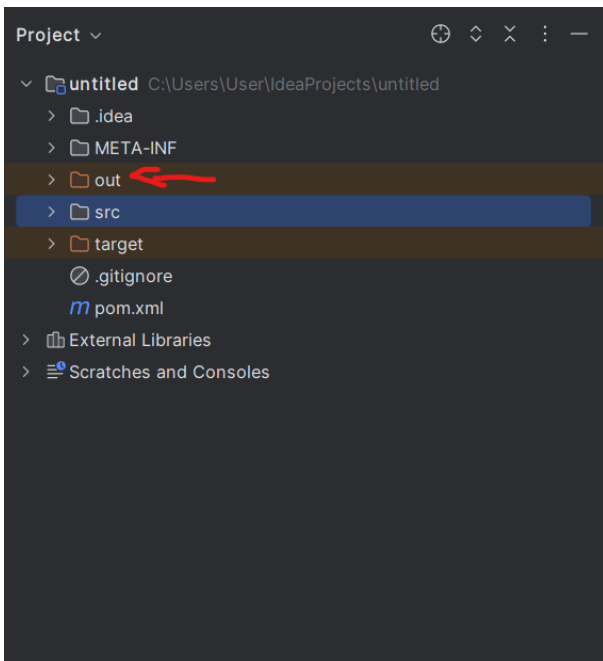 Project
untitled C:\Users\User\IdeaProjects\untitled
.idea
META-INF
out
src
target
.gitignore
m pom.xml
External Libraries
Scratches and Consoles